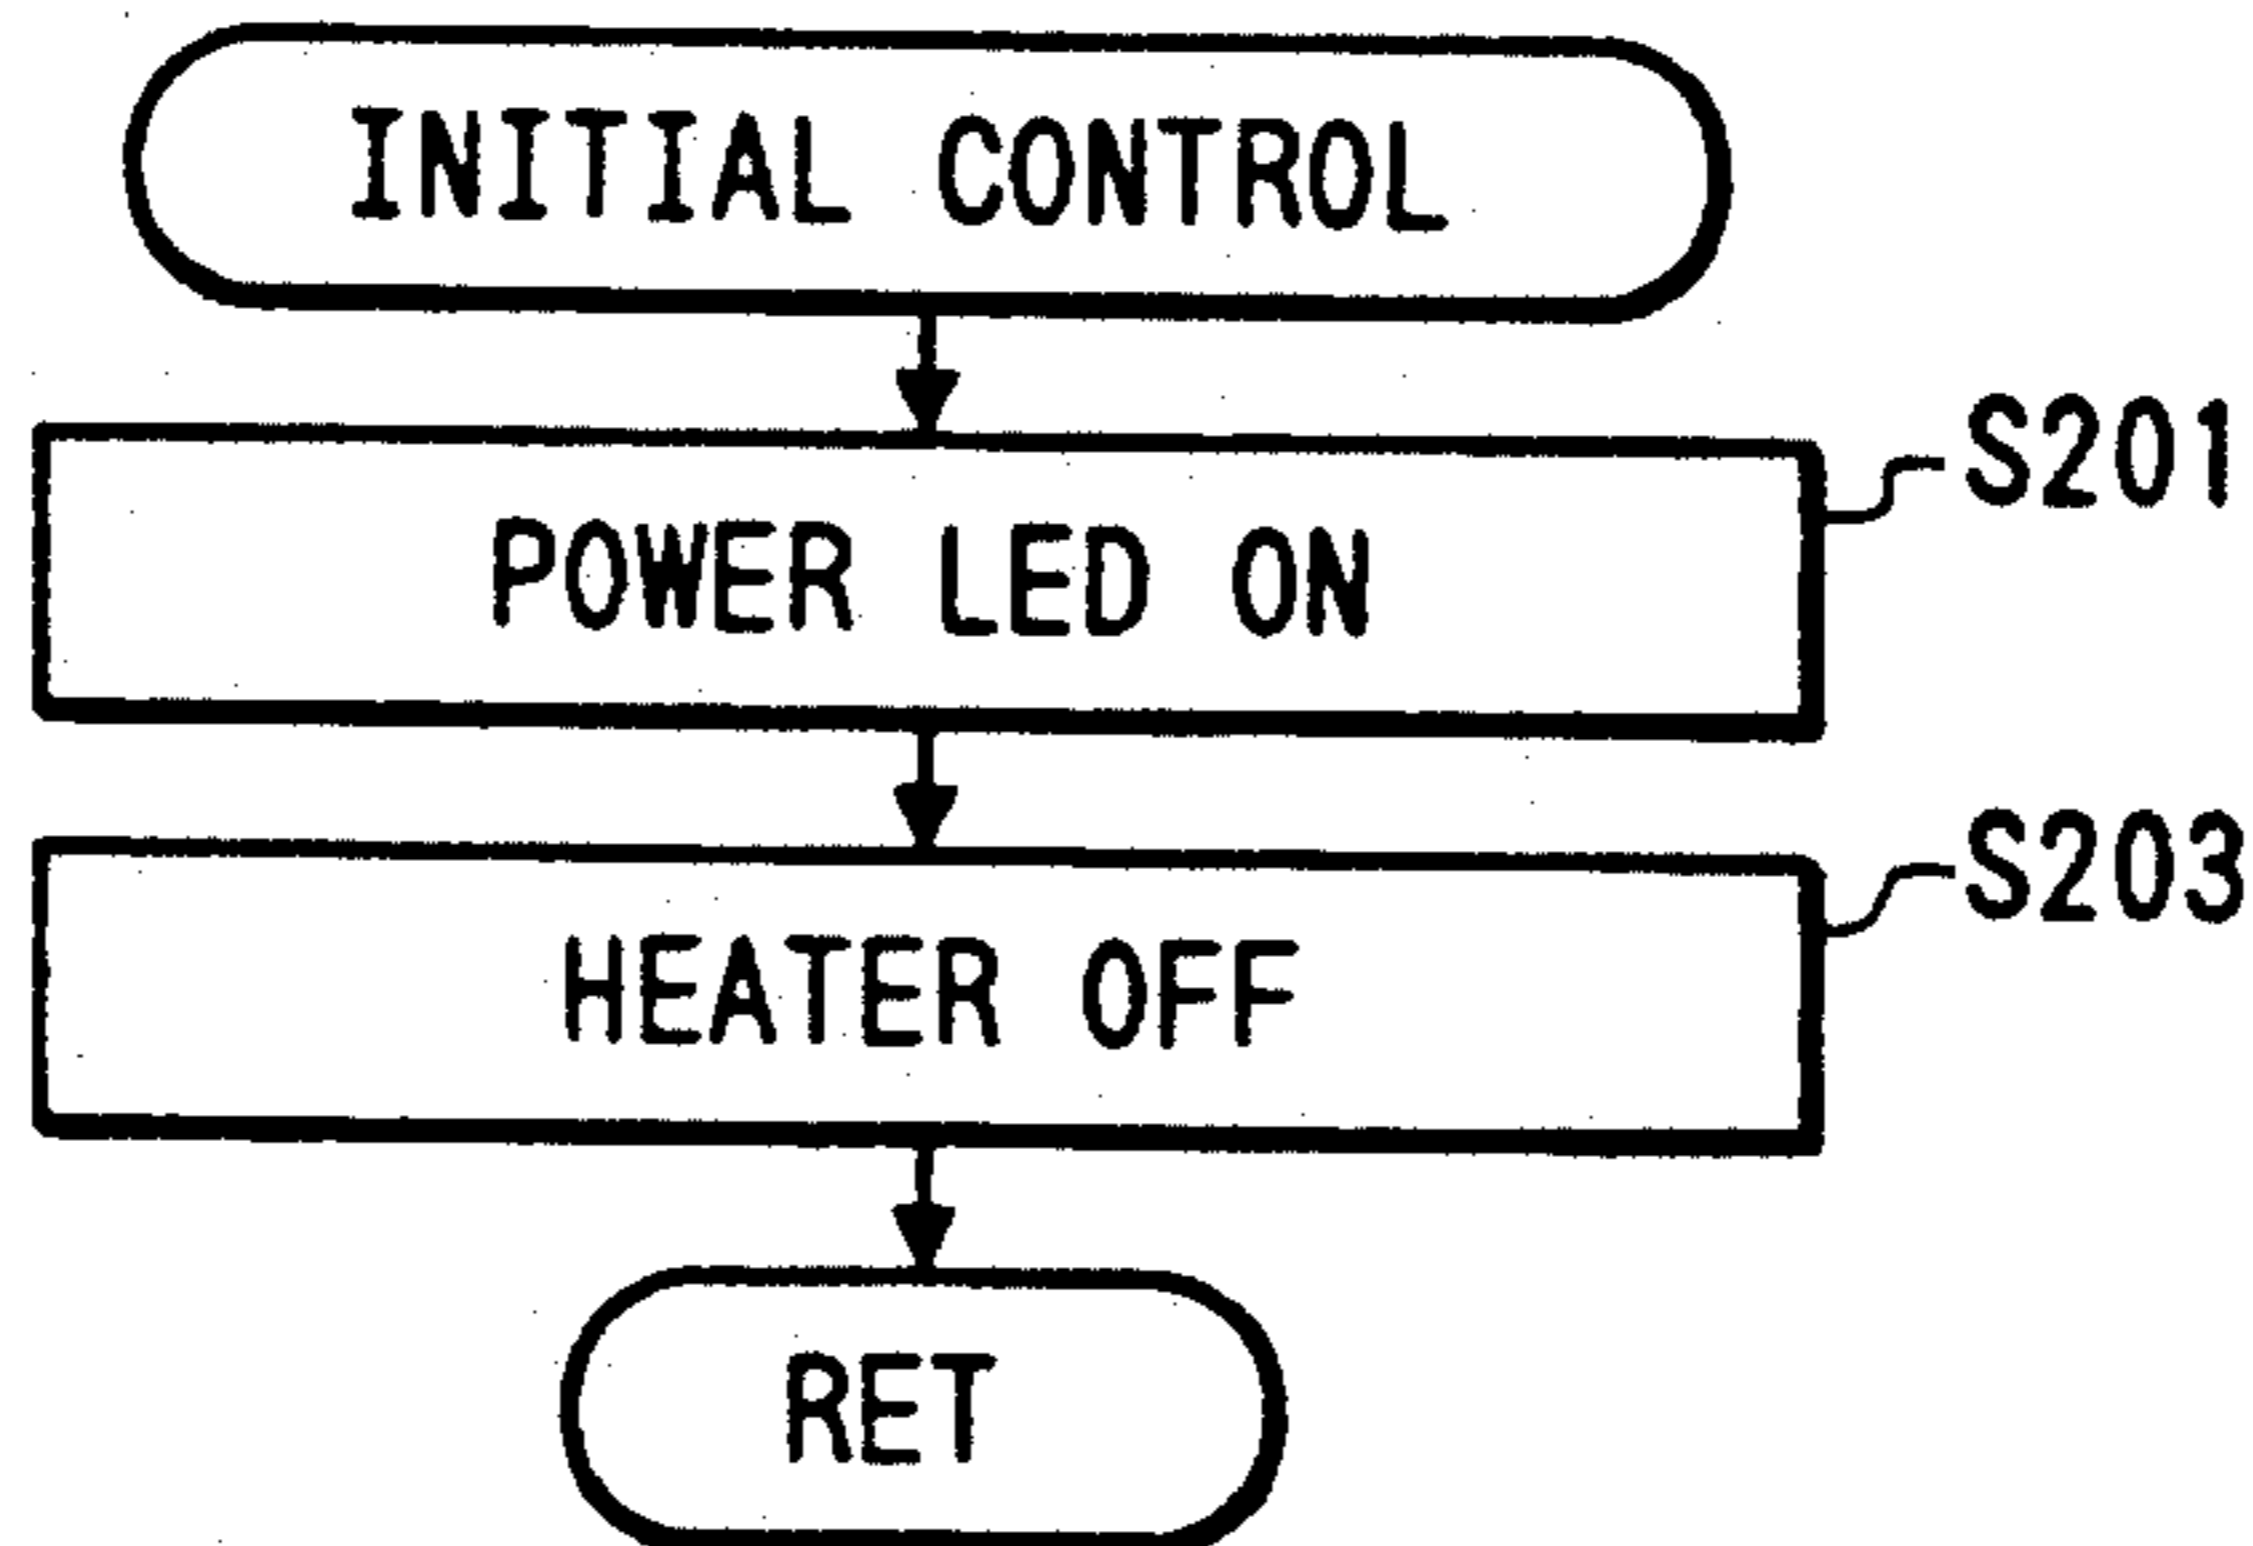 INITIAL CONTROL
S201
POWER LED ON
S203
HEATER OFF
RET